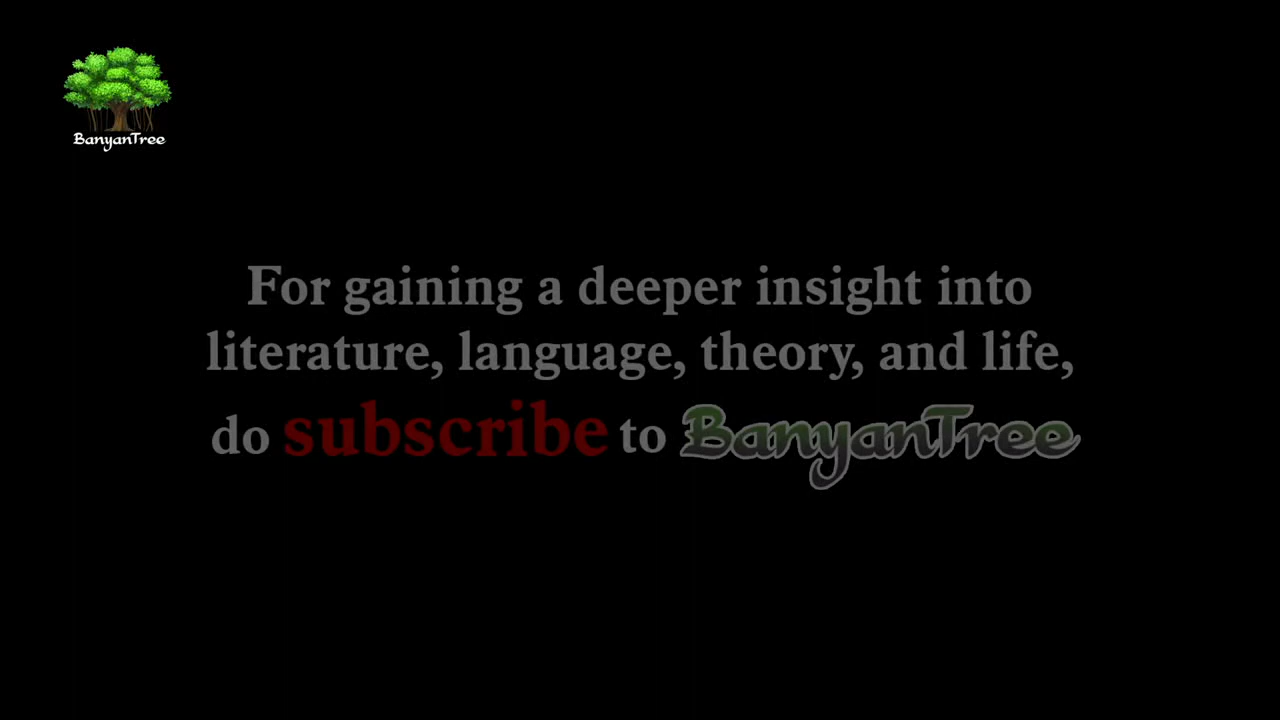 BanyanTree
For gaining a deeper insight into
literature, language, theory, and life,
do subscribe to BanyanTree